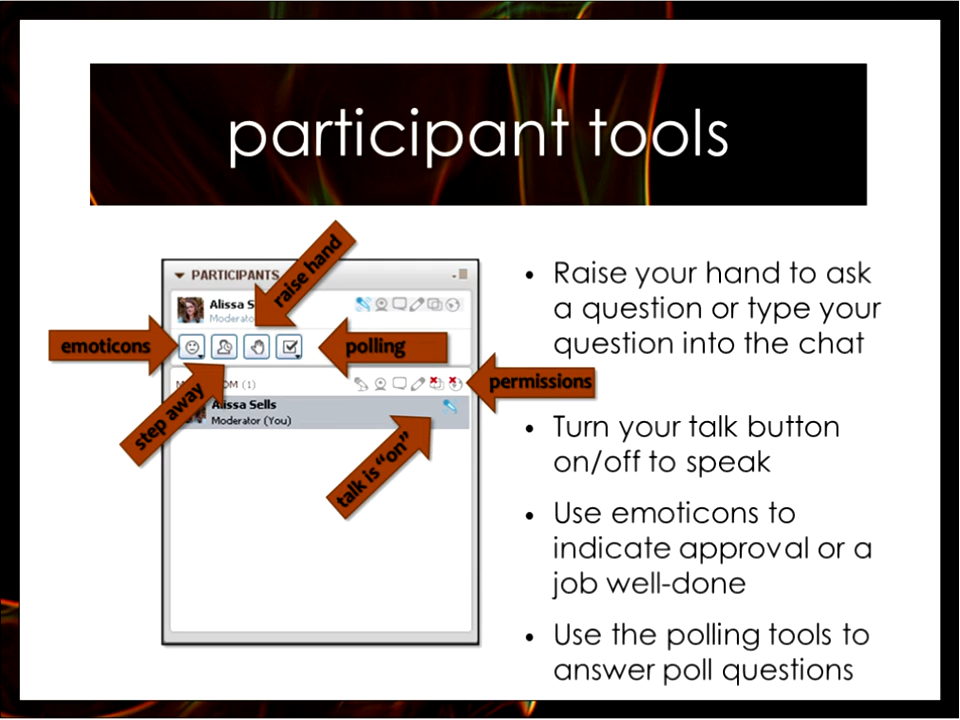 participant tools
raise hand
PARTICIPANTS
Alissa S
Moderato
emoticons
polling
permissions
OM (1)
step away
Alissa Sells
Moderator (You)
talk is "on"
• Raise your hand to ask
a question or type your
question into the chat
• Turn your talk button
on/off to speak
• Use emoticons to
indicate approval or a
job well-done
• Use the polling tools to
answer poll questions